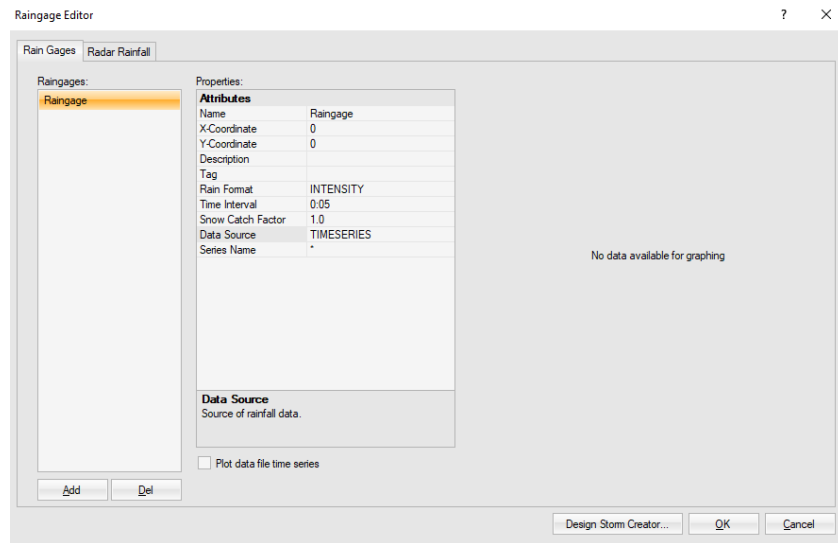 Raingage Editor ? ×
Rain Gages Radar Rainfall
Raingages:
Raingage
Add Del
Properties:
Attributes
Name Raingage
X-Coordinate 0
Y-Coordinate 0
Description
Tag
Rain Format INTENSITY
Time Interval 0:05
Snow Catch Factor 1.0
Data Source TIMESERIES
Series Name *
Data Source
Source of rainfall data.
Plot data file time series
No data available for graphing
Design Storm Creator... OK Cancel